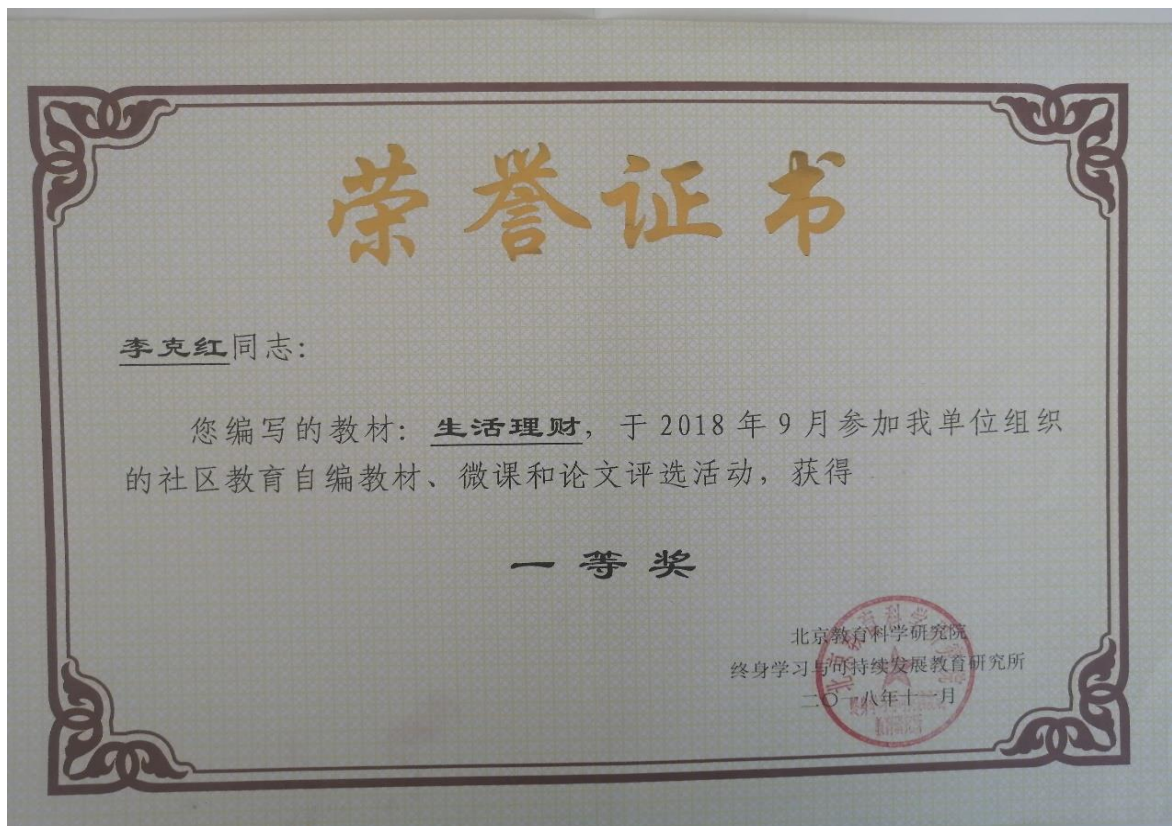 荣誉证书
李克红同志:
您编写的教材: 生活理财, 于 2018 年 9 月参加我单位组织
的社区教育自编教材、微课和论文评选活动, 获得
一等奖
北京教育科学研究院
终身学习与可持续发展教育研究所
二〇一八年十一月